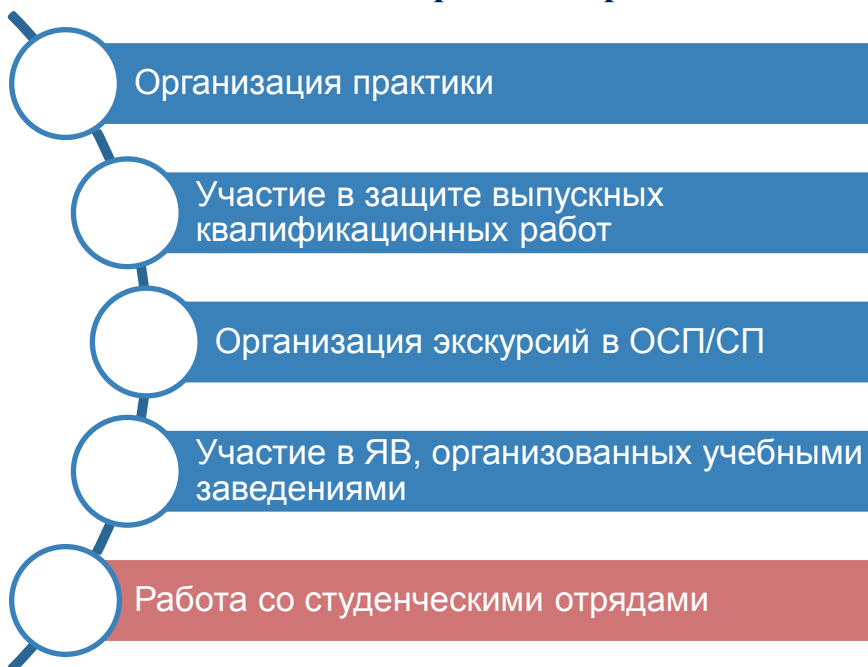 Организация практики
Участие в защите выпускных
квалификационных работ
Организация экскурсий в ОСП/СП
Участие в ЯВ, организованных учебными
заведениями
Работа со студенческими отрядами